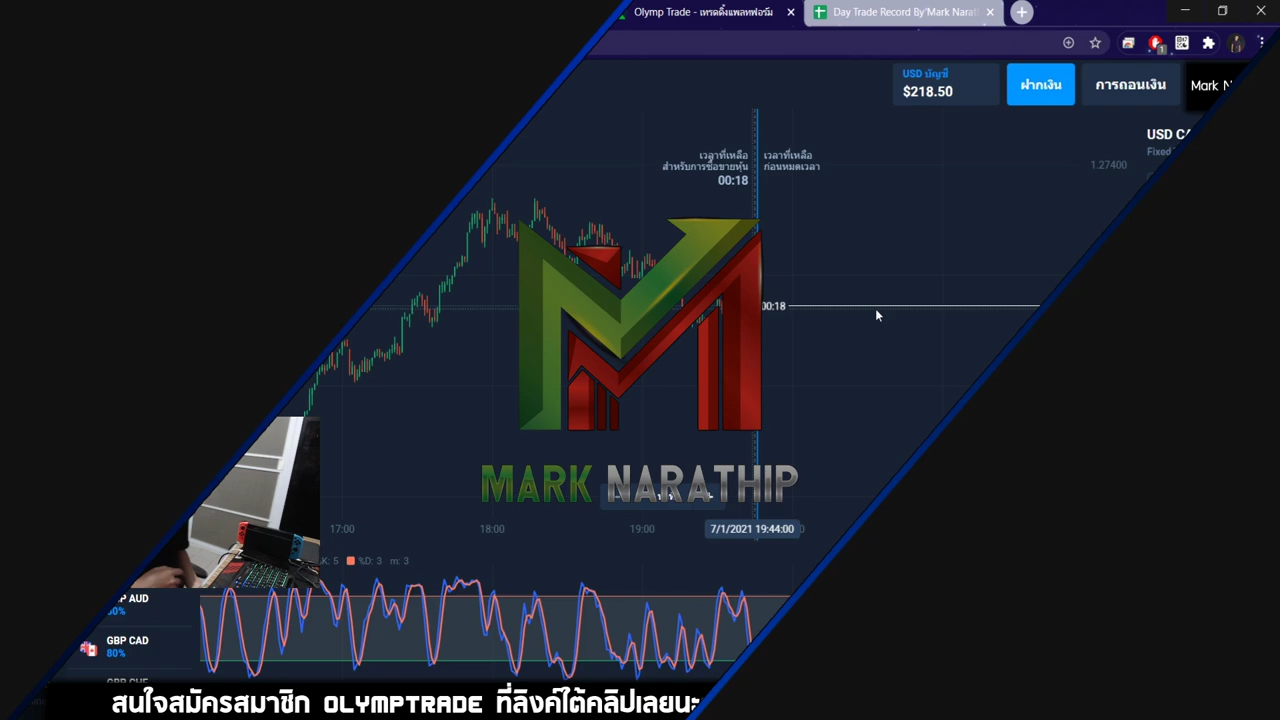 Olymp Trade - เทรดดิ้งแพลทฟอร์ม
Day Trade Record By Mark Narat
USD บัญชี
$218.50
ฝากเงิน
การถอนเงิน
Mark N
USD CA
Fixed
1.27400
เวลาที่เหลือ
สำหรับการซื้อขายหุ้น
00:18
เวลาที่เหลือ
ก่อนหมดเวลา
00:18
MARK NARATHIP
17:00
18:00
19:00
7/1/2021 19:44:00
K: 5
%D: 3
m: 3
AUD
GBP CAD
80%
สนใจสมัครสมาชิก OLYMPTRADE ที่ลิงค์ใต้คลิปเลยนะ